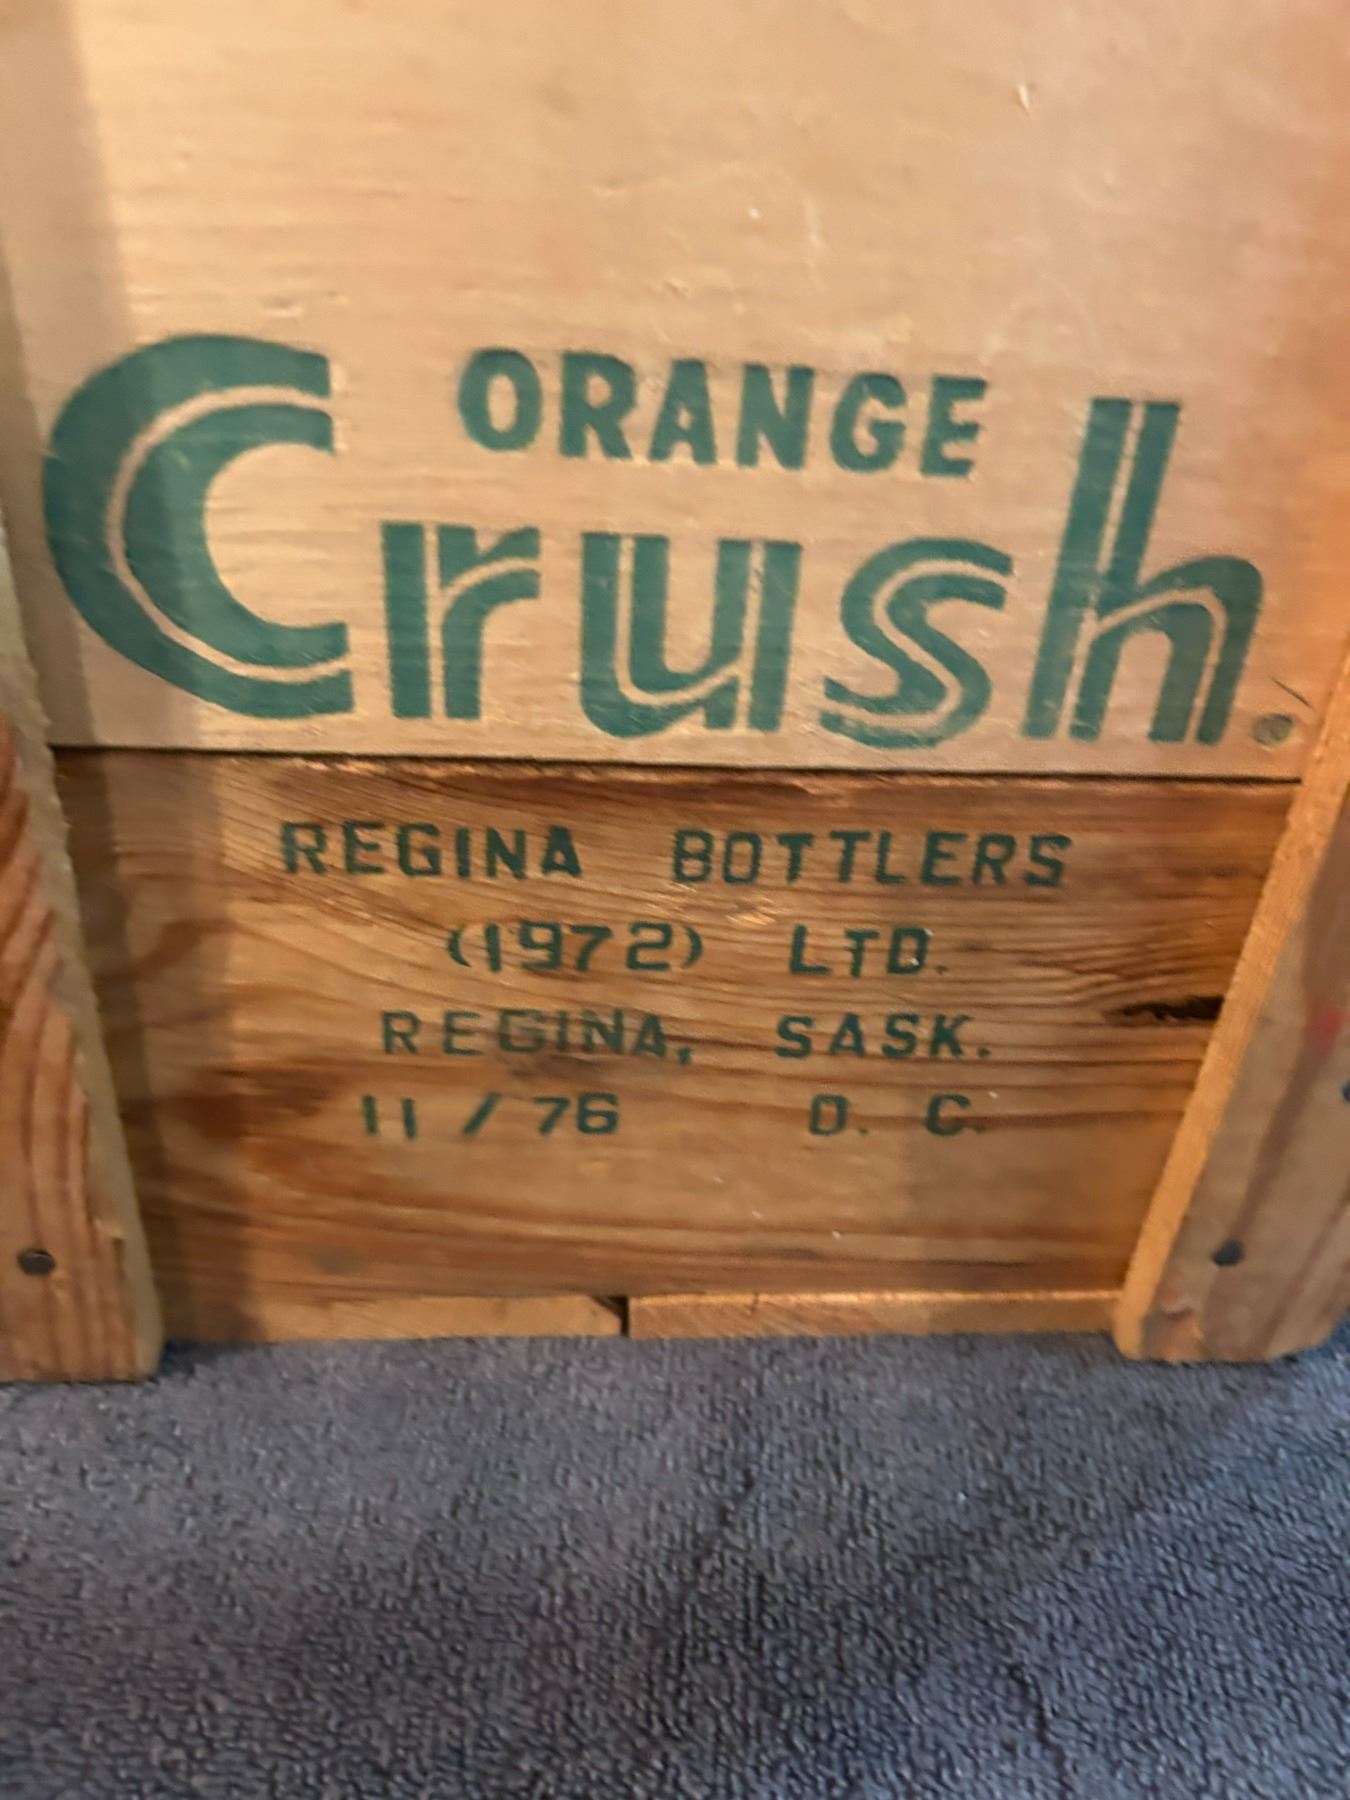 ORANGE
Crush®
REGINA BOTTLERS
(1972) LTD.
REGINA, SASK.
11/76 D. C.